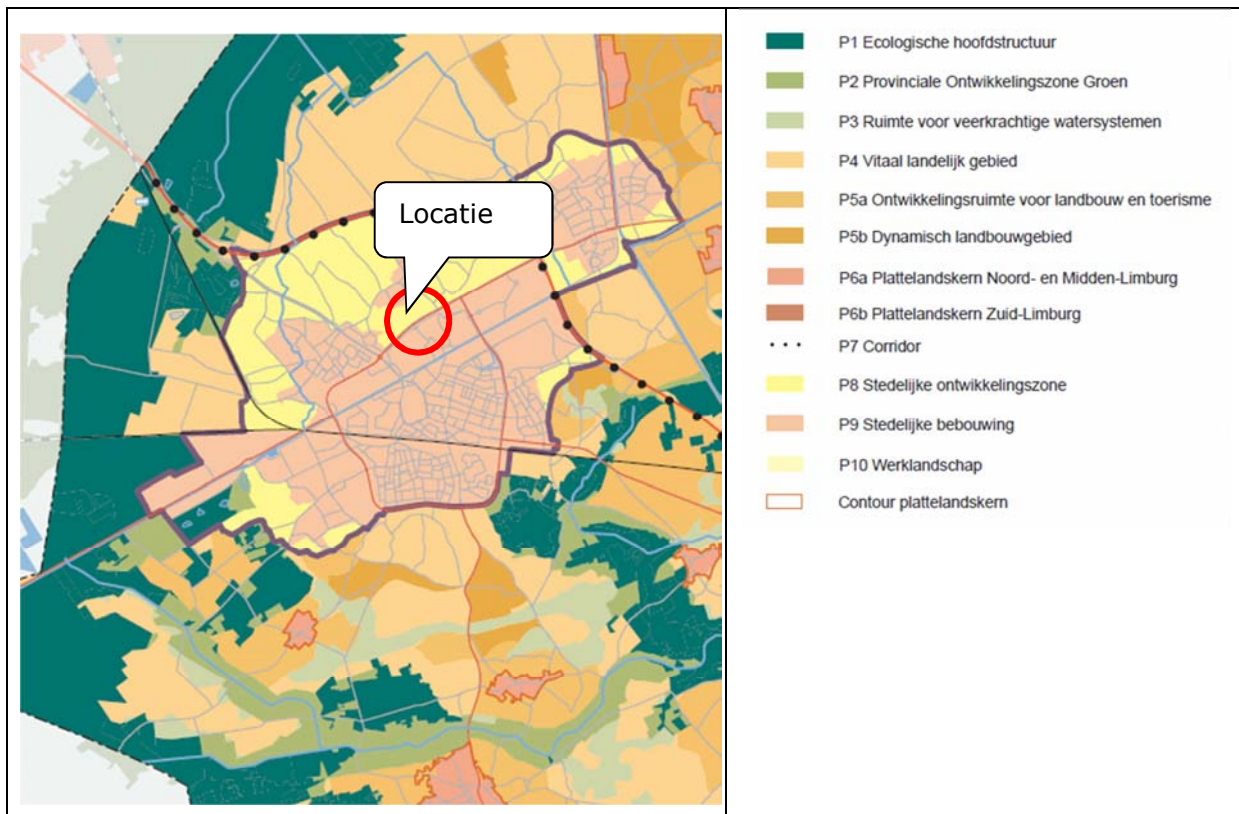 Locatie
P1 Ecologische hoofdstructuur
P2 Provinciale Ontwikkelingszone Groen
P3 Ruimte voor veerkrachtige watersystemen
P4 Vitaal landelijk gebied
P5a Ontwikkelingsruimte voor landbouw en toerisme
P5b Dynamisch landbouwgebied
P6a Plattelandskern Noord- en Midden-Limburg
P6b Plattelandskern Zuid-Limburg
P7 Corridor
P8 Stedelijke ontwikkelingszone
P9 Stedelijke bebouwing
P10 Werklandschap
Contour plattelandskern